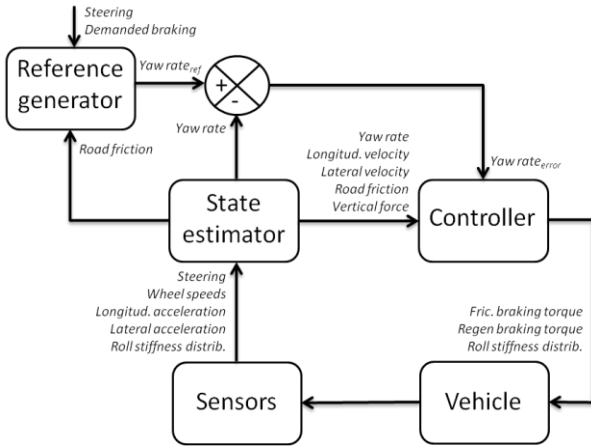 Steering
Demanded braking
Reference
generator
Yaw rate_ref
+
-
Yaw rate
Road friction
Yaw rate
Longitud. velocity
Lateral velocity
Road friction
Vertical force
Yaw rate_error
State
estimator
Controller
Steering
Wheel speeds
Longitud. acceleration
Lateral acceleration
Roll stiffness distrib.
Fric. braking torque
Regen braking torque
Roll stiffness distrib.
Sensors
Vehicle